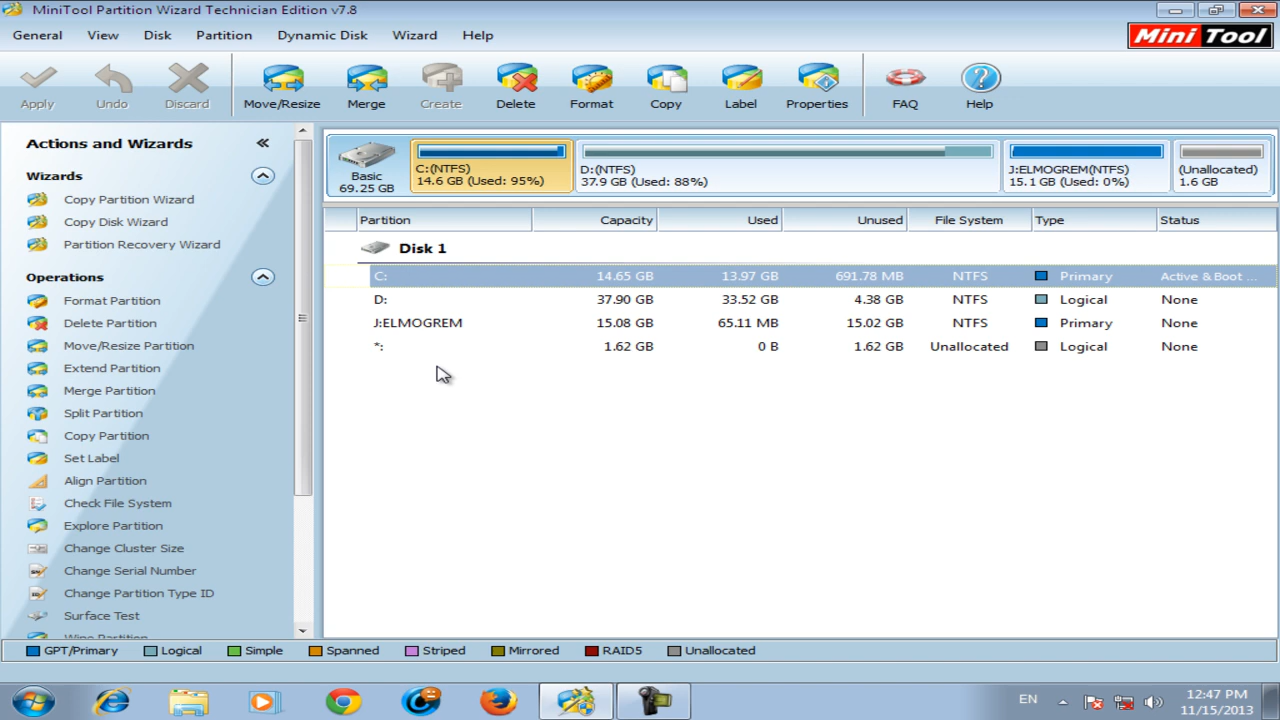 MiniTool Partition Wizard Technician Edition v7.8
General View Disk Partition Dynamic Disk Wizard Help
Mini Tool
Apply Undo Discard Move/Resize Merge Create Delete Format Copy Label Properties FAQ Help
Actions and Wizards
Wizards
Copy Partition Wizard
Copy Disk Wizard
Partition Recovery Wizard
Operations
Format Partition
Delete Partition
Move/Resize Partition
Extend Partition
Merge Partition
Split Partition
Copy Partition
Set Label
Align Partition
Check File System
Explore Partition
Change Cluster Size
Change Serial Number
Change Partition Type ID
Surface Test
Wipe Partition
Basic
69.25 GB
C:(NTFS)
14.6 GB (Used: 95%)
D:(NTFS)
37.9 GB (Used: 88%)
J:ELMOGREM(NTFS)
15.1 GB (Used: 0%)
(Unallocated)
1.6 GB
Partition Capacity Used Unused File System Type Status
Disk 1
C: 14.65 GB 13.97 GB 691.78 MB NTFS Primary Active & Boot ...
D: 37.90 GB 33.52 GB 4.38 GB NTFS Logical None
J:ELMOGREM 15.08 GB 65.11 MB 15.02 GB NTFS Primary None
*: 1.62 GB 0 B 1.62 GB Unallocated Logical None
GPT/Primary Logical Simple Spanned Striped Mirrored RAID5 Unallocated
EN
12:47 PM
11/15/2013